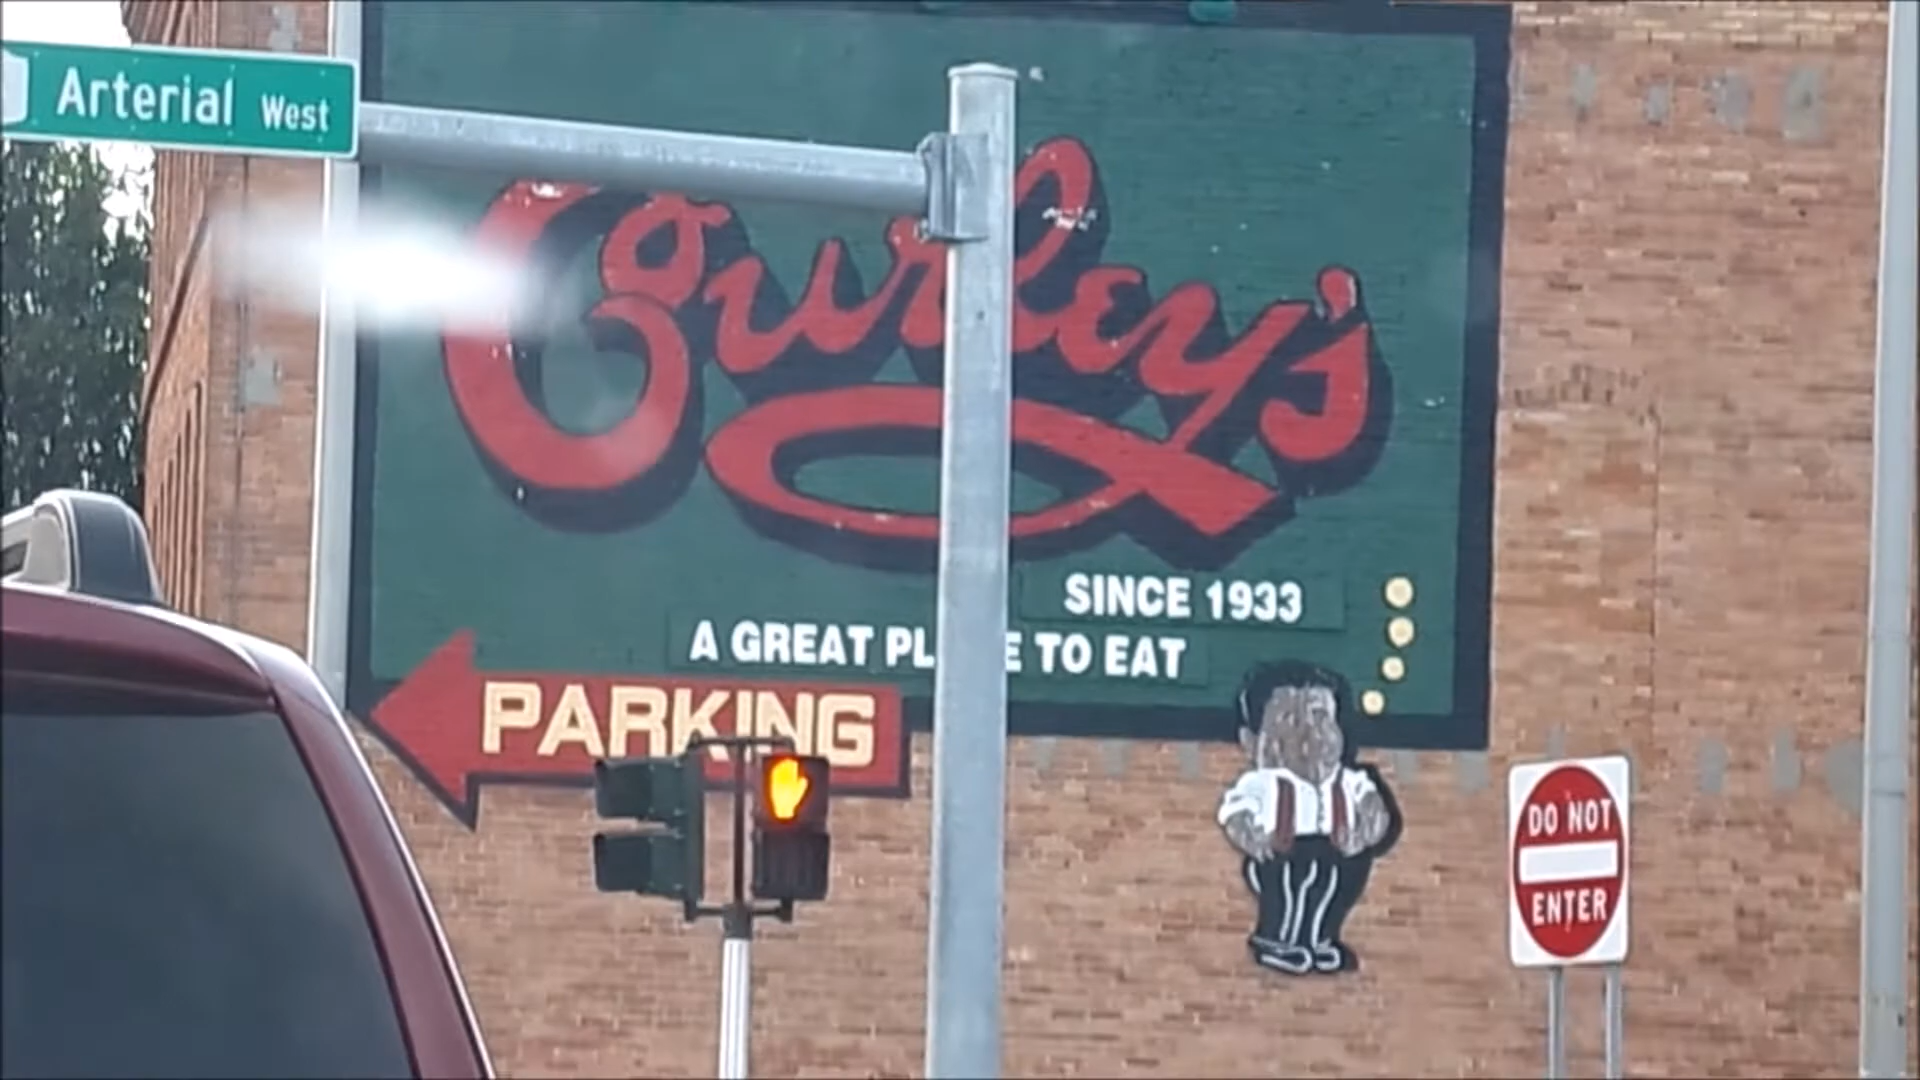 Arterial West
Curley's
SINCE 1933
A GREAT PL E TO EAT
PARKING
DO NOT
ENTER